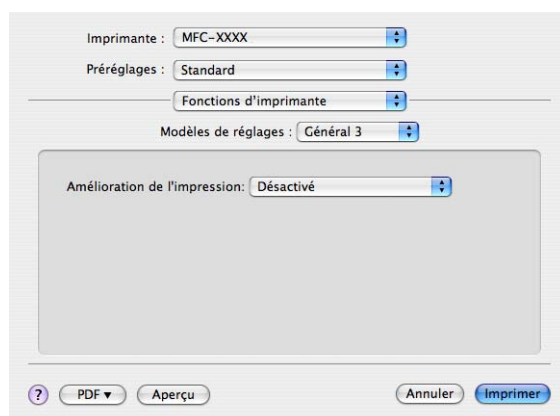 Imprimante : MFC-XXXX
Préréglages : Standard
Fonctions d'imprimante
Modèles de réglages : Général 3
Amélioration de l'impression: Désactivé
? PDF ▼ Aperçu Annuler Imprimer